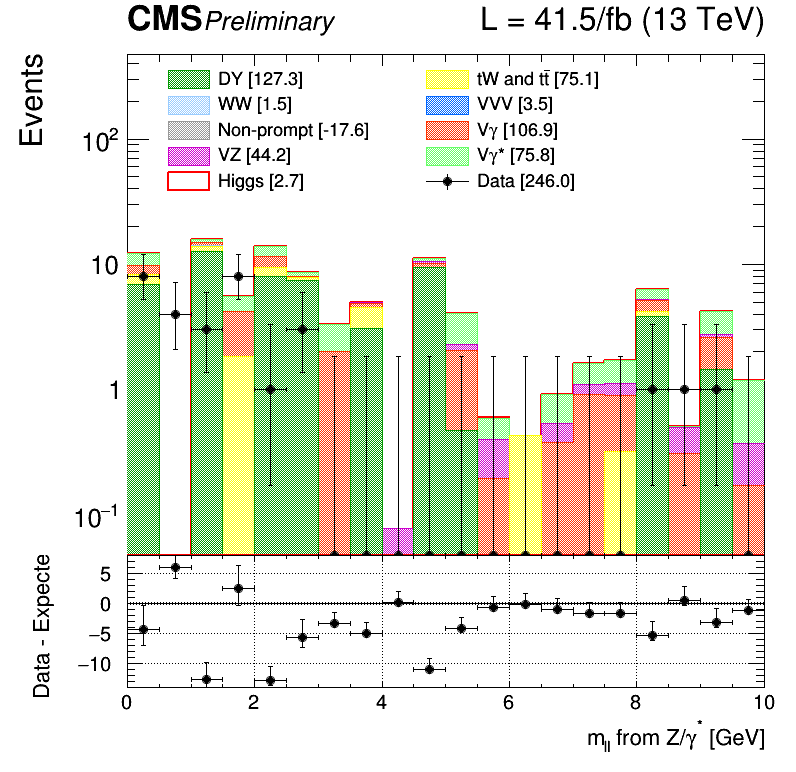 CMS Preliminary L = 41.5/fb (13 TeV)
Events
DY [127.3] tW and tt̄ [75.1]
WW [1.5] VVV [3.5]
Non-prompt [-17.6] Vγ [106.9]
VZ [44.2] Vγ* [75.8]
Higgs [2.7] Data [246.0]
10²
10
1
10⁻¹
Data - Expecte
5
0
−5
−10
0 2 4 6 8 10
m_ll from Z/γ* [GeV]